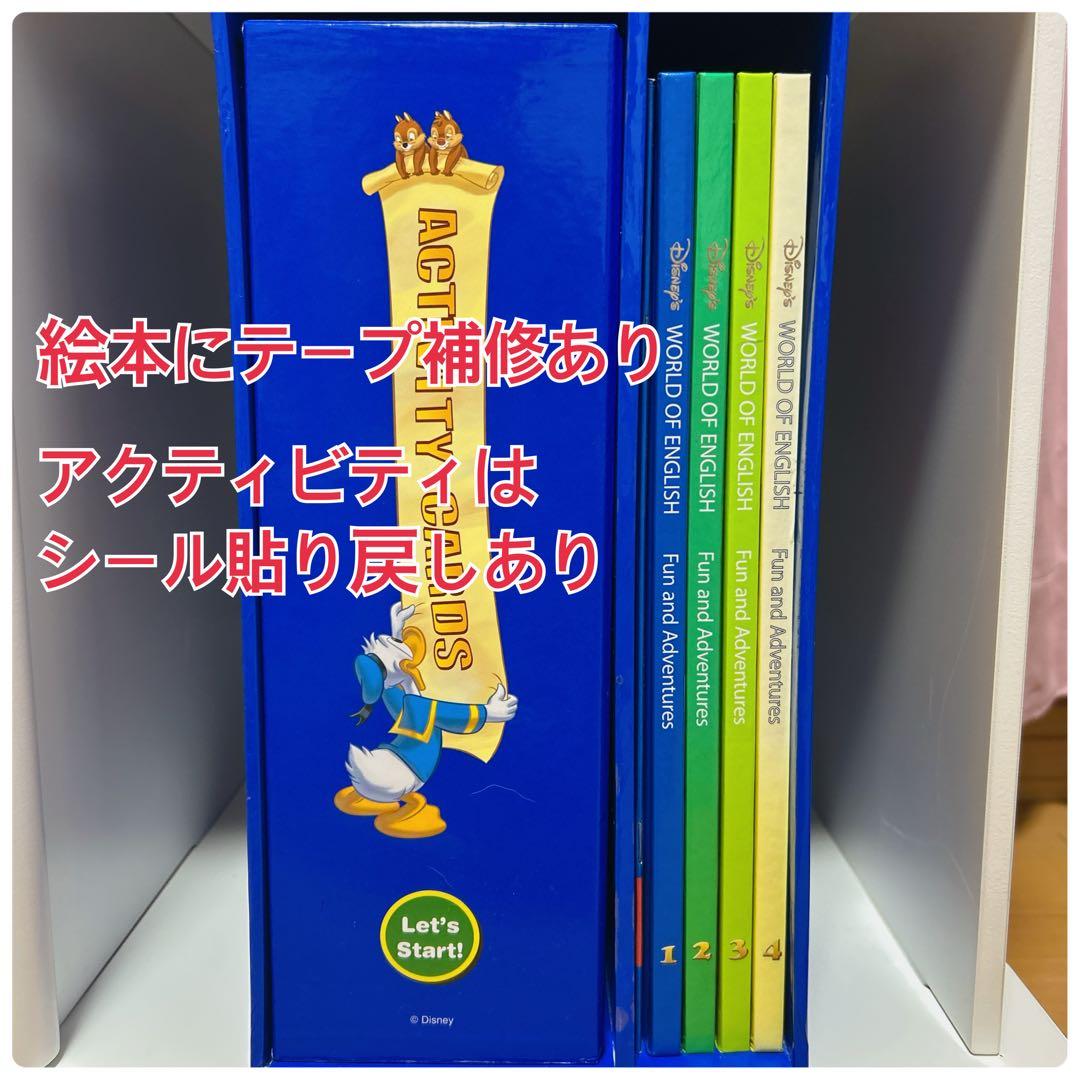 ACTIVITY CARDS
絵本にテープ補修あり
アクティビティは
シール貼り戻しあり
Let's
Start!
© Disney
Disney's WORLD OF ENGLISH Fun and Adventures 1
Disney's WORLD OF ENGLISH Fun and Adventures 2
Disney's WORLD OF ENGLISH Fun and Adventures 3
Disney's WORLD OF ENGLISH Fun and Adventures 4